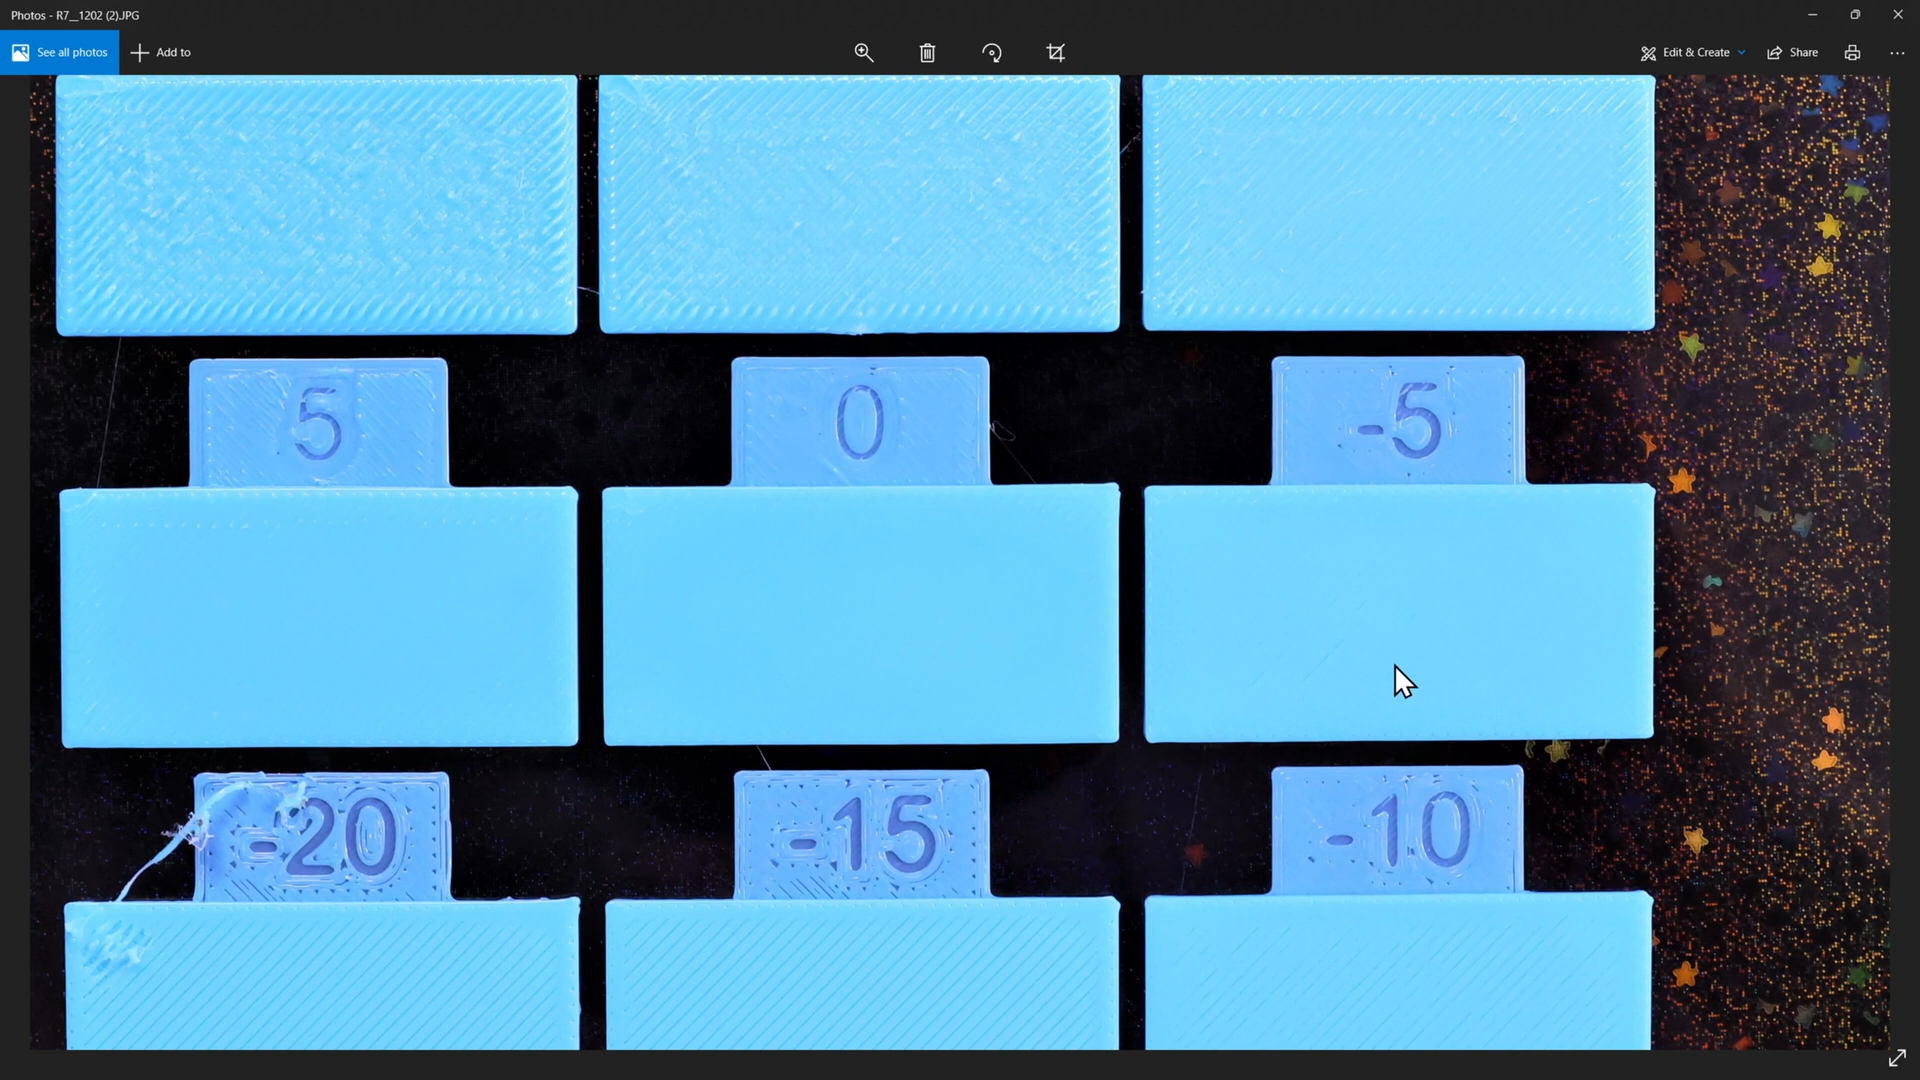 Photos - R7__1202 (2).JPG
See all photos
Add to
Edit & Create
Share
5
0
-5
-20
-15
-10